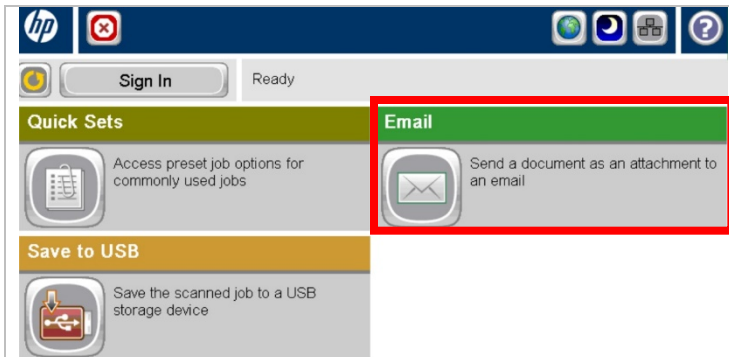 hp
?
Sign In
Ready
Quick Sets
Access preset job options for
commonly used jobs
Email
Send a document as an attachment to
an email
Save to USB
Save the scanned job to a USB
storage device